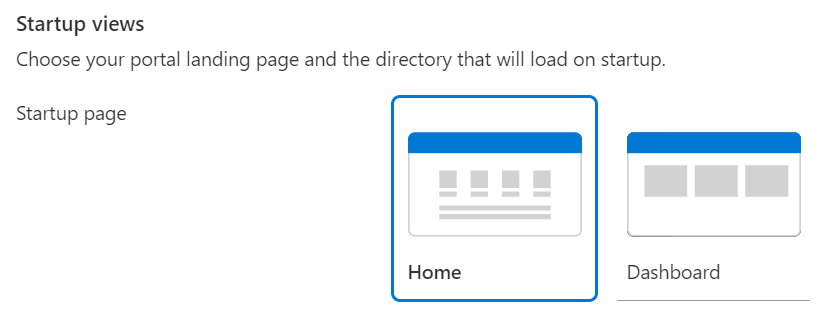 Startup views
Choose your portal landing page and the directory that will load on startup.
Startup page
Home
Dashboard